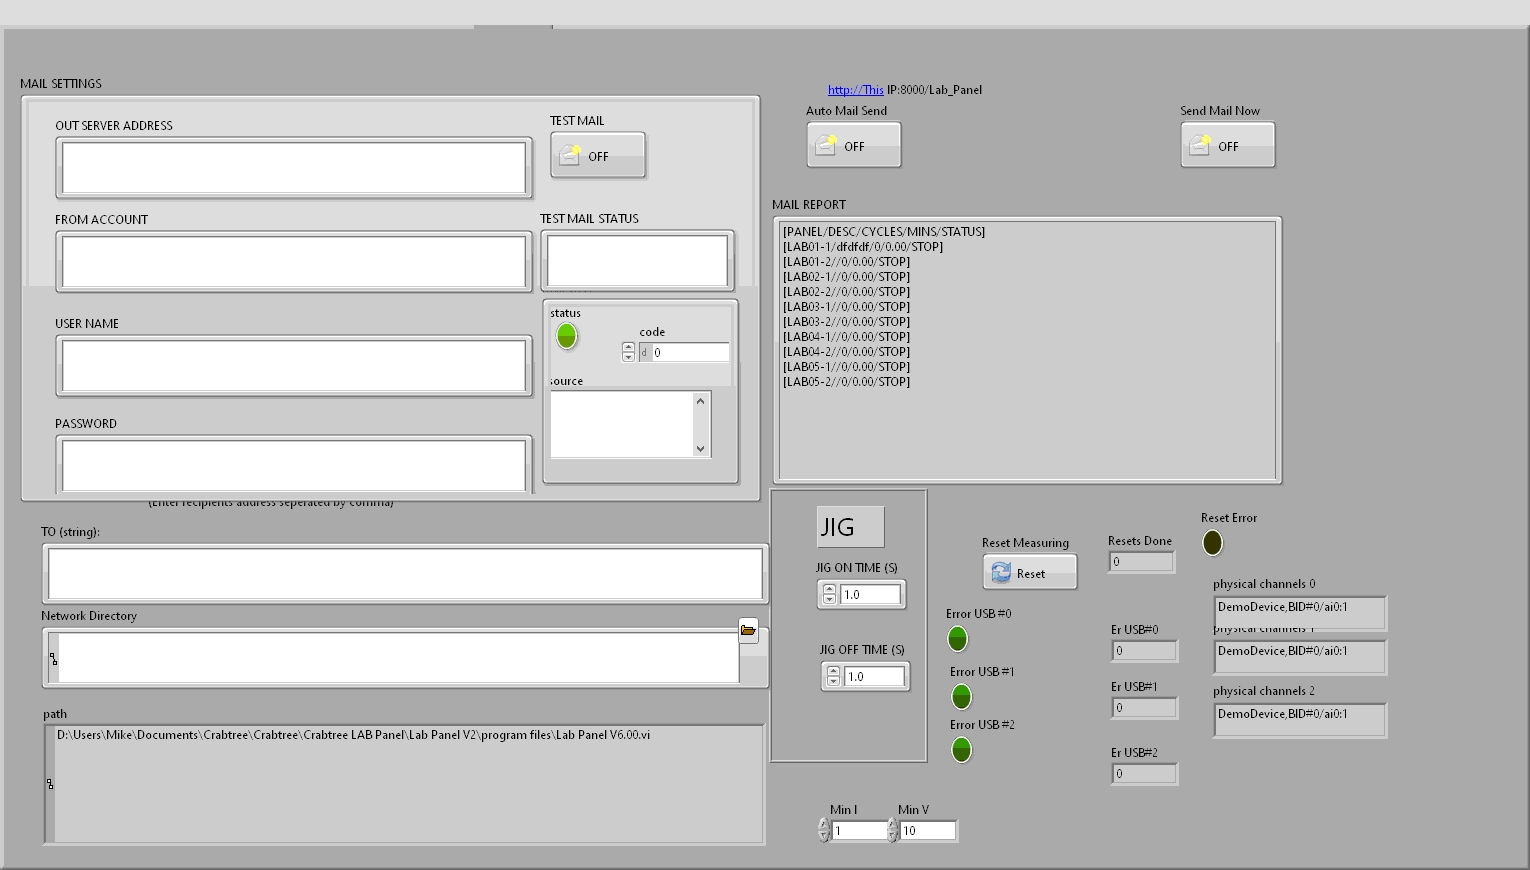 MAIL SETTINGS
OUT SERVER ADDRESS
TEST MAIL
OFF
FROM ACCOUNT
TEST MAIL STATUS
USER NAME
status
code
d 0
source
PASSWORD
(Enter recipients address seperated by comma)
TO (string):
Network Directory
path
D:\Users\Mike\Documents\Crabtree\Crabtree\Crabtree LAB Panel\Lab Panel V2\program files\Lab Panel V6.00.vi
http://This IP:8000/Lab_Panel
Auto Mail Send
OFF
Send Mail Now
OFF
MAIL REPORT
[PANEL/DESC/CYCLES/MINS/STATUS]
[LAB01-1/dfdfdf/0/0.00/STOP]
[LAB01-2//0/0.00/STOP]
[LAB02-1//0/0.00/STOP]
[LAB02-2//0/0.00/STOP]
[LAB03-1//0/0.00/STOP]
[LAB03-2//0/0.00/STOP]
[LAB04-1//0/0.00/STOP]
[LAB04-2//0/0.00/STOP]
[LAB05-1//0/0.00/STOP]
[LAB05-2//0/0.00/STOP]
JIG
JIG ON TIME (S)
1.0
JIG OFF TIME (S)
1.0
Reset Measuring
Reset
Resets Done
0
Reset Error
Error USB #0
Error USB #1
Error USB #2
Er USB#0
0
Er USB#1
0
Er USB#2
0
physical channels 0
DemoDevice,BID#0/ai0:1
physical channels 1
DemoDevice,BID#0/ai0:1
physical channels 2
DemoDevice,BID#0/ai0:1
Min I
1
Min V
10